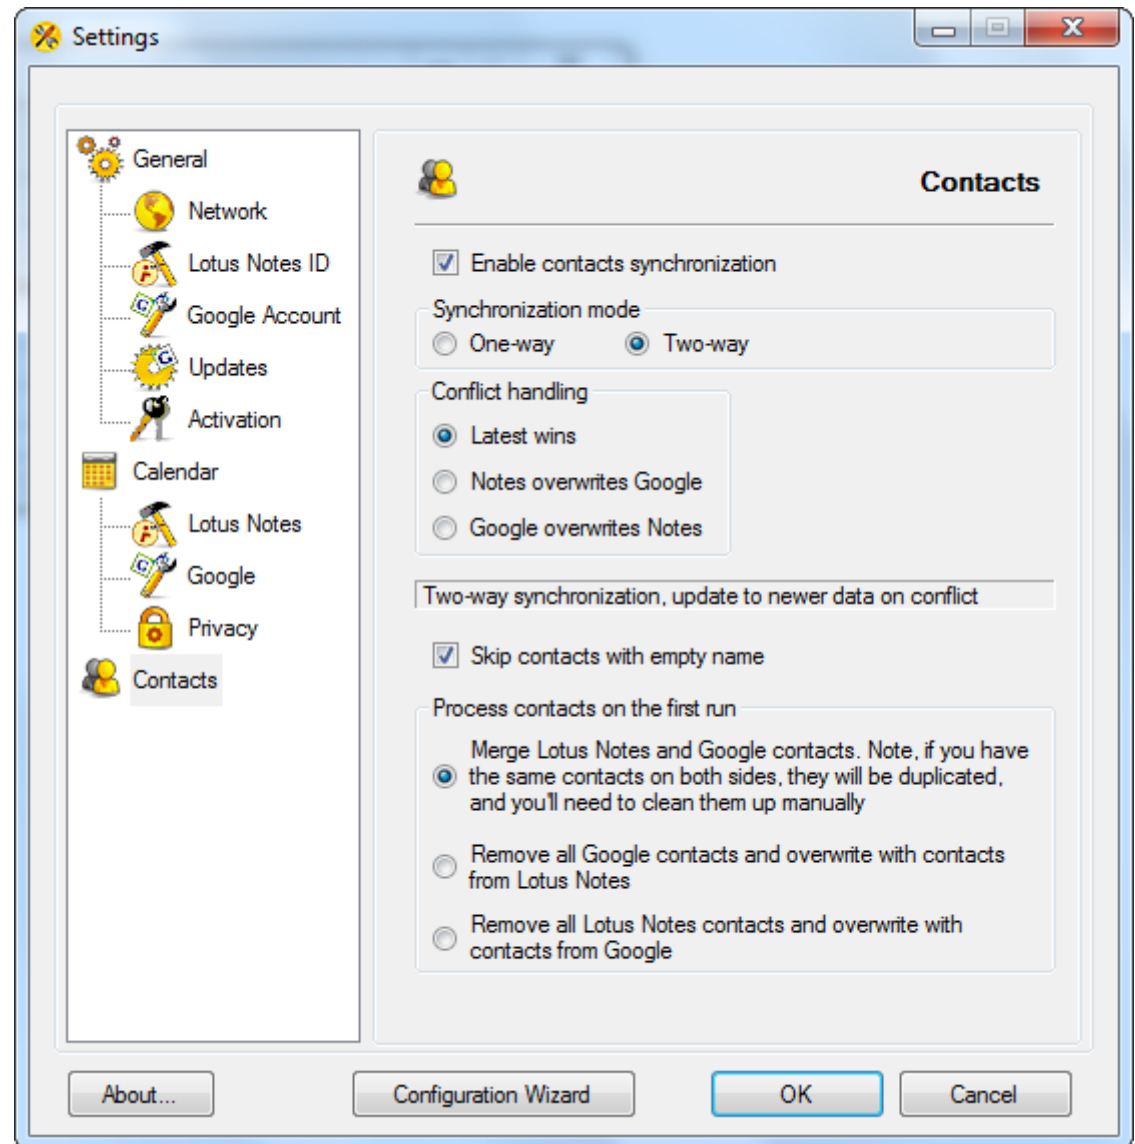 Settings
General
Network
Lotus Notes ID
Google Account
Updates
Activation
Calendar
Lotus Notes
Google
Privacy
Contacts
Contacts
Enable contacts synchronization
Synchronization mode
One-way Two-way
Conflict handling
Latest wins
Notes overwrites Google
Google overwrites Notes
Two-way synchronization, update to newer data on conflict
Skip contacts with empty name
Process contacts on the first run
Merge Lotus Notes and Google contacts. Note, if you have
the same contacts on both sides, they will be duplicated,
and you'll need to clean them up manually
Remove all Google contacts and overwrite with contacts
from Lotus Notes
Remove all Lotus Notes contacts and overwrite with
contacts from Google
About... Configuration Wizard OK Cancel